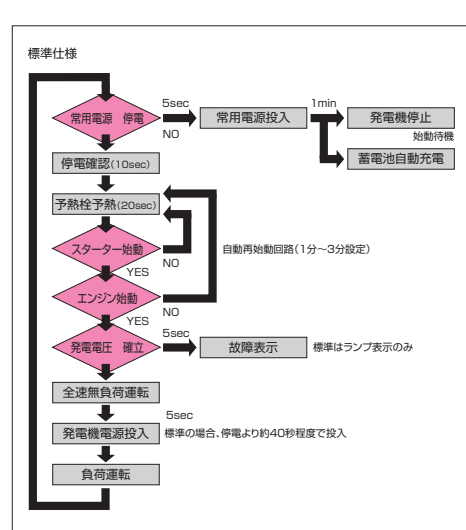 標準仕様
常用電源 停電
5sec
NO
常用電源投入
1min
発電機停止
始動待機
蓄電池自動充電
停電確認(10sec)
予熱栓予熱(20sec)
スターター始動
NO
YES
自動再始動回路(1分~3分設定)
エンジン始動
NO
YES
発電電圧 確立
5sec
故障表示
標準はランプ表示のみ
全速無負荷運転
5sec
発電機電源投入
標準の場合、停電より約40秒程度で投入
負荷運転